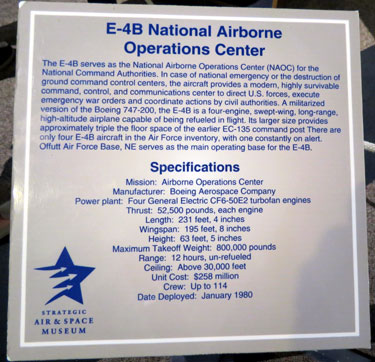 E-4B National Airborne
Operations Center
The E-4B serves as the National Airborne Operations Center (NAOC) for the
National Command Authorities. In case of national emergency or the destruction of
ground command control centers, the aircraft provides a modern, highly survivable
command, control, and communications center to direct U.S. forces, execute
emergency war orders and coordinate actions by civil authorities. A militarized
version of the Boeing 747-200, the E-4B is a four-engine, swept-wing, long-range,
high-altitude airplane capable of being refueled in flight. Its larger size provides
approximately triple the floor space of the earlier EC-135 command post There are
only four E-4B aircraft in the Air Force inventory, with one constantly on alert.
Offutt Air Force Base, NE serves as the main operating base for the E-4B.
Specifications
Mission: Airborne Operations Center
Manufacturer: Boeing Aerospace Company
Power plant: Four General Electric CF6-50E2 turbofan engines
Thrust: 52,500 pounds, each engine
Length: 231 feet, 4 inches
Wingspan: 195 feet, 8 inches
Height: 63 feet, 5 inches
Maximum Takeoff Weight: 800,000 pounds
Range: 12 hours, un-refueled
Ceiling: Above 30,000 feet
Unit Cost: $258 million
Crew: Up to 114
Date Deployed: January 1980
STRATEGIC
AIR & SPACE
MUSEUM